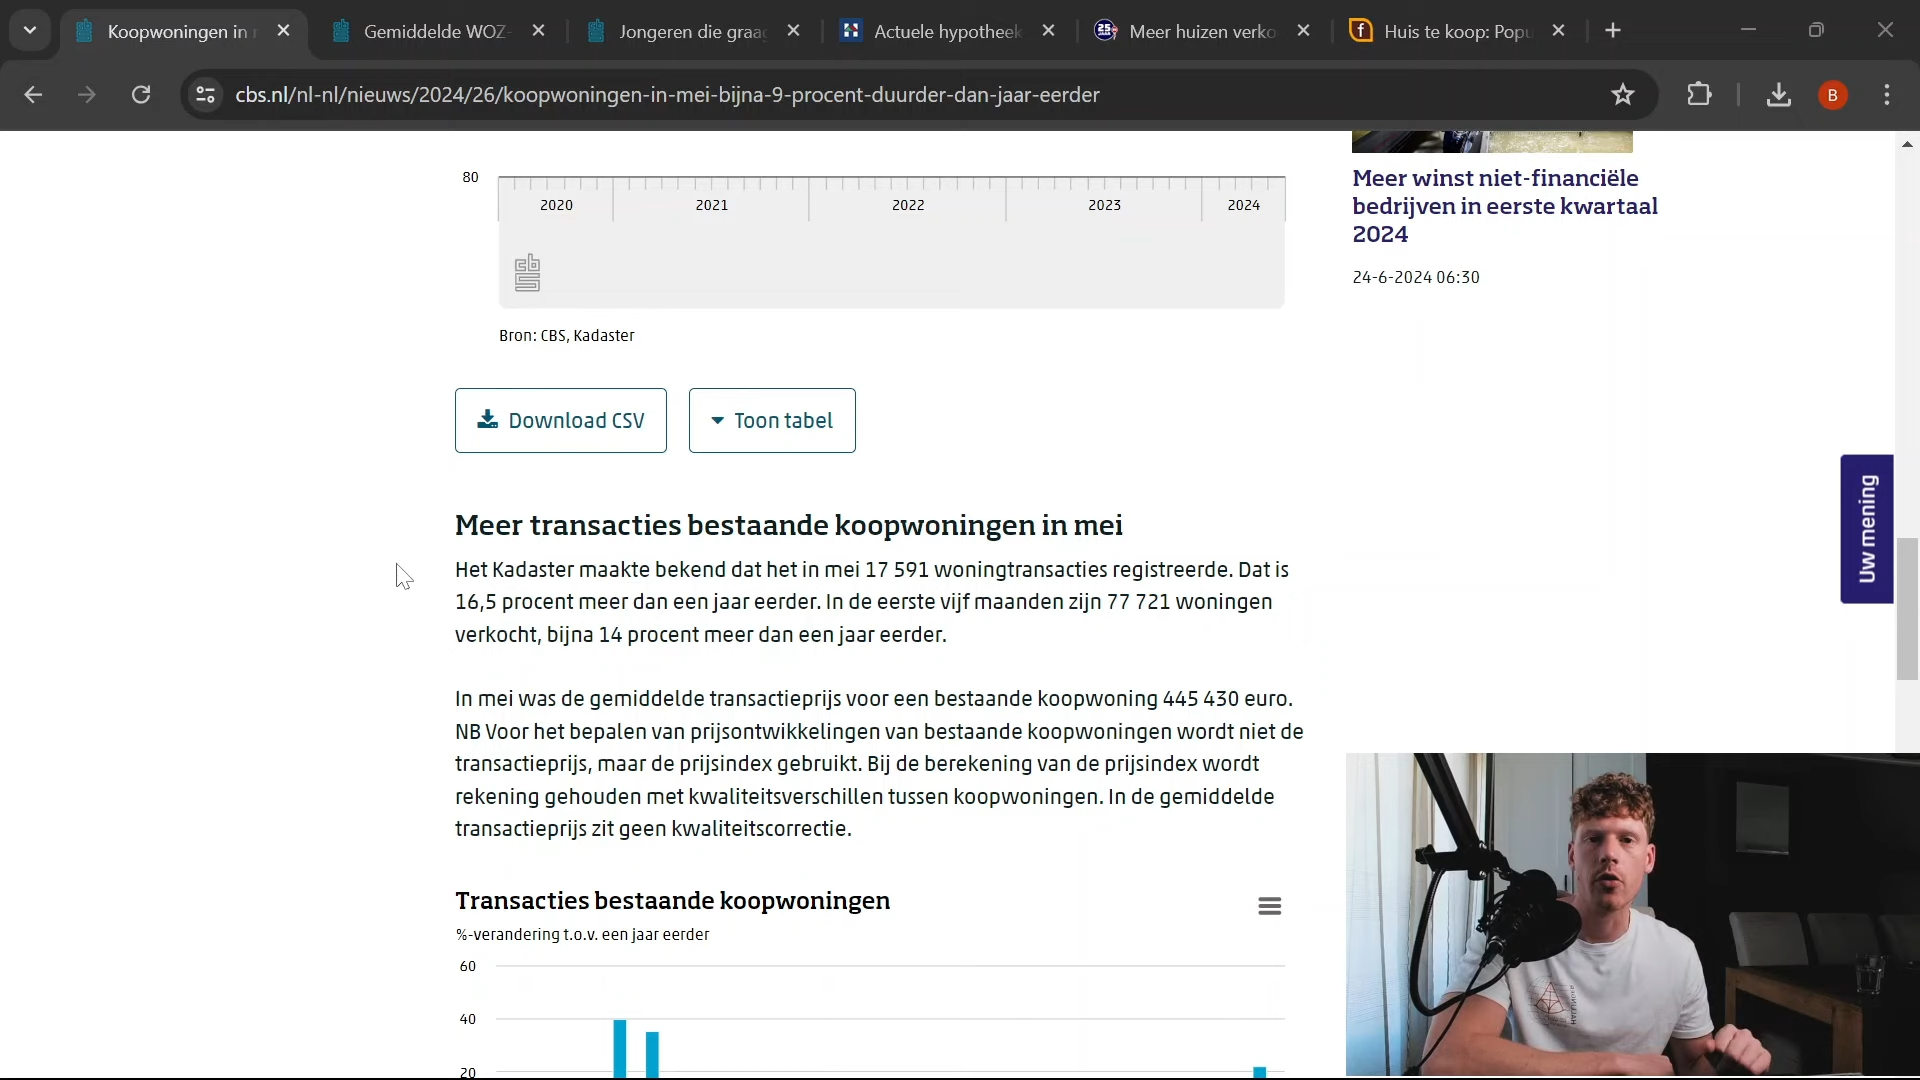 Koopwoningen in
Gemiddelde WOZ-
Jongeren die graag
Actuele hypotheek
Meer huizen verko
Huis te koop: Popu
cbs.nl/nl-nl/nieuws/2024/26/koopwoningen-in-mei-bijna-9-procent-duurder-dan-jaar-eerder
B
80
2020 2021 2022 2023 2024
Bron: CBS, Kadaster
Download CSV
Toon tabel
Meer winst niet-financiële
bedrijven in eerste kwartaal
2024
24-6-2024 06:30
Uw mening
Meer transacties bestaande koopwoningen in mei
Het Kadaster maakte bekend dat het in mei 17 591 woningtransacties registreerde. Dat is
16,5 procent meer dan een jaar eerder. In de eerste vijf maanden zijn 77 721 woningen
verkocht, bijna 14 procent meer dan een jaar eerder.
In mei was de gemiddelde transactieprijs voor een bestaande koopwoning 445 430 euro.
NB Voor het bepalen van prijsontwikkelingen van bestaande koopwoningen wordt niet de
transactieprijs, maar de prijsindex gebruikt. Bij de berekening van de prijsindex wordt
rekening gehouden met kwaliteitsverschillen tussen koopwoningen. In de gemiddelde
transactieprijs zit geen kwaliteitscorrectie.
Transacties bestaande koopwoningen
%-verandering t.o.v. een jaar eerder
60
40
20